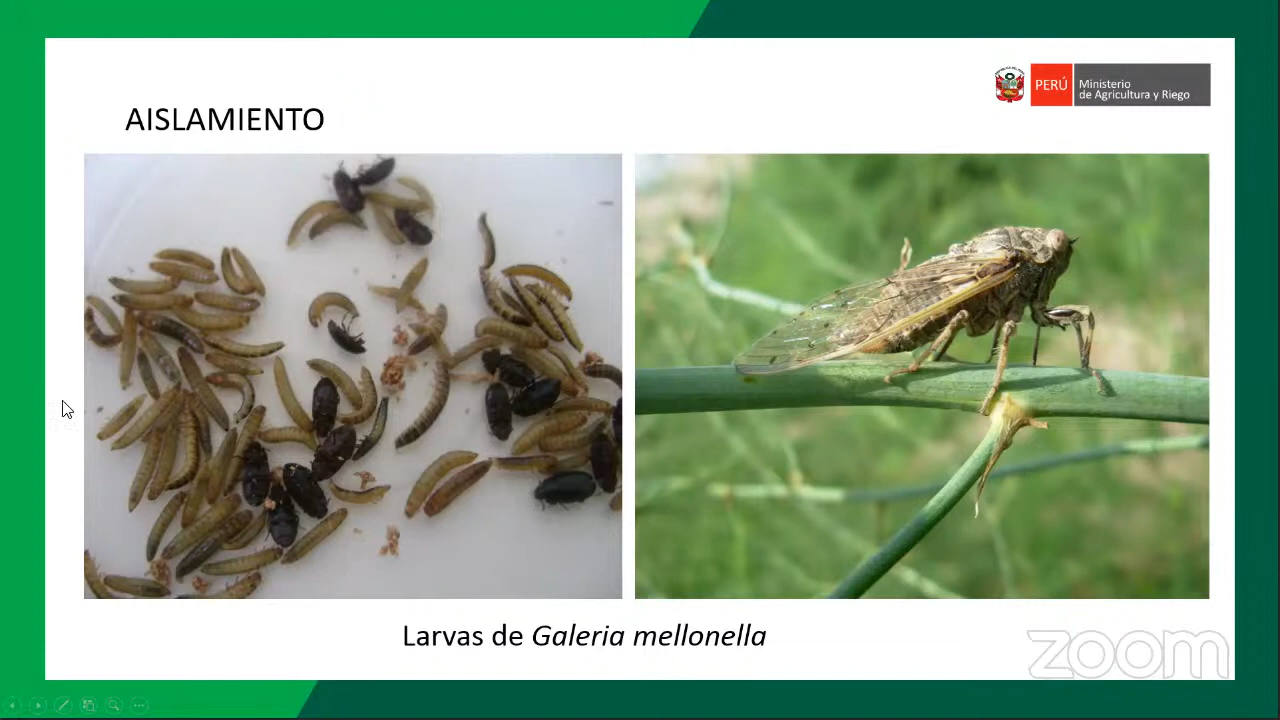 PERÚ
Ministerio
de Agricultura y Riego
AISLAMIENTO
Larvas de Galeria mellonella
zoom